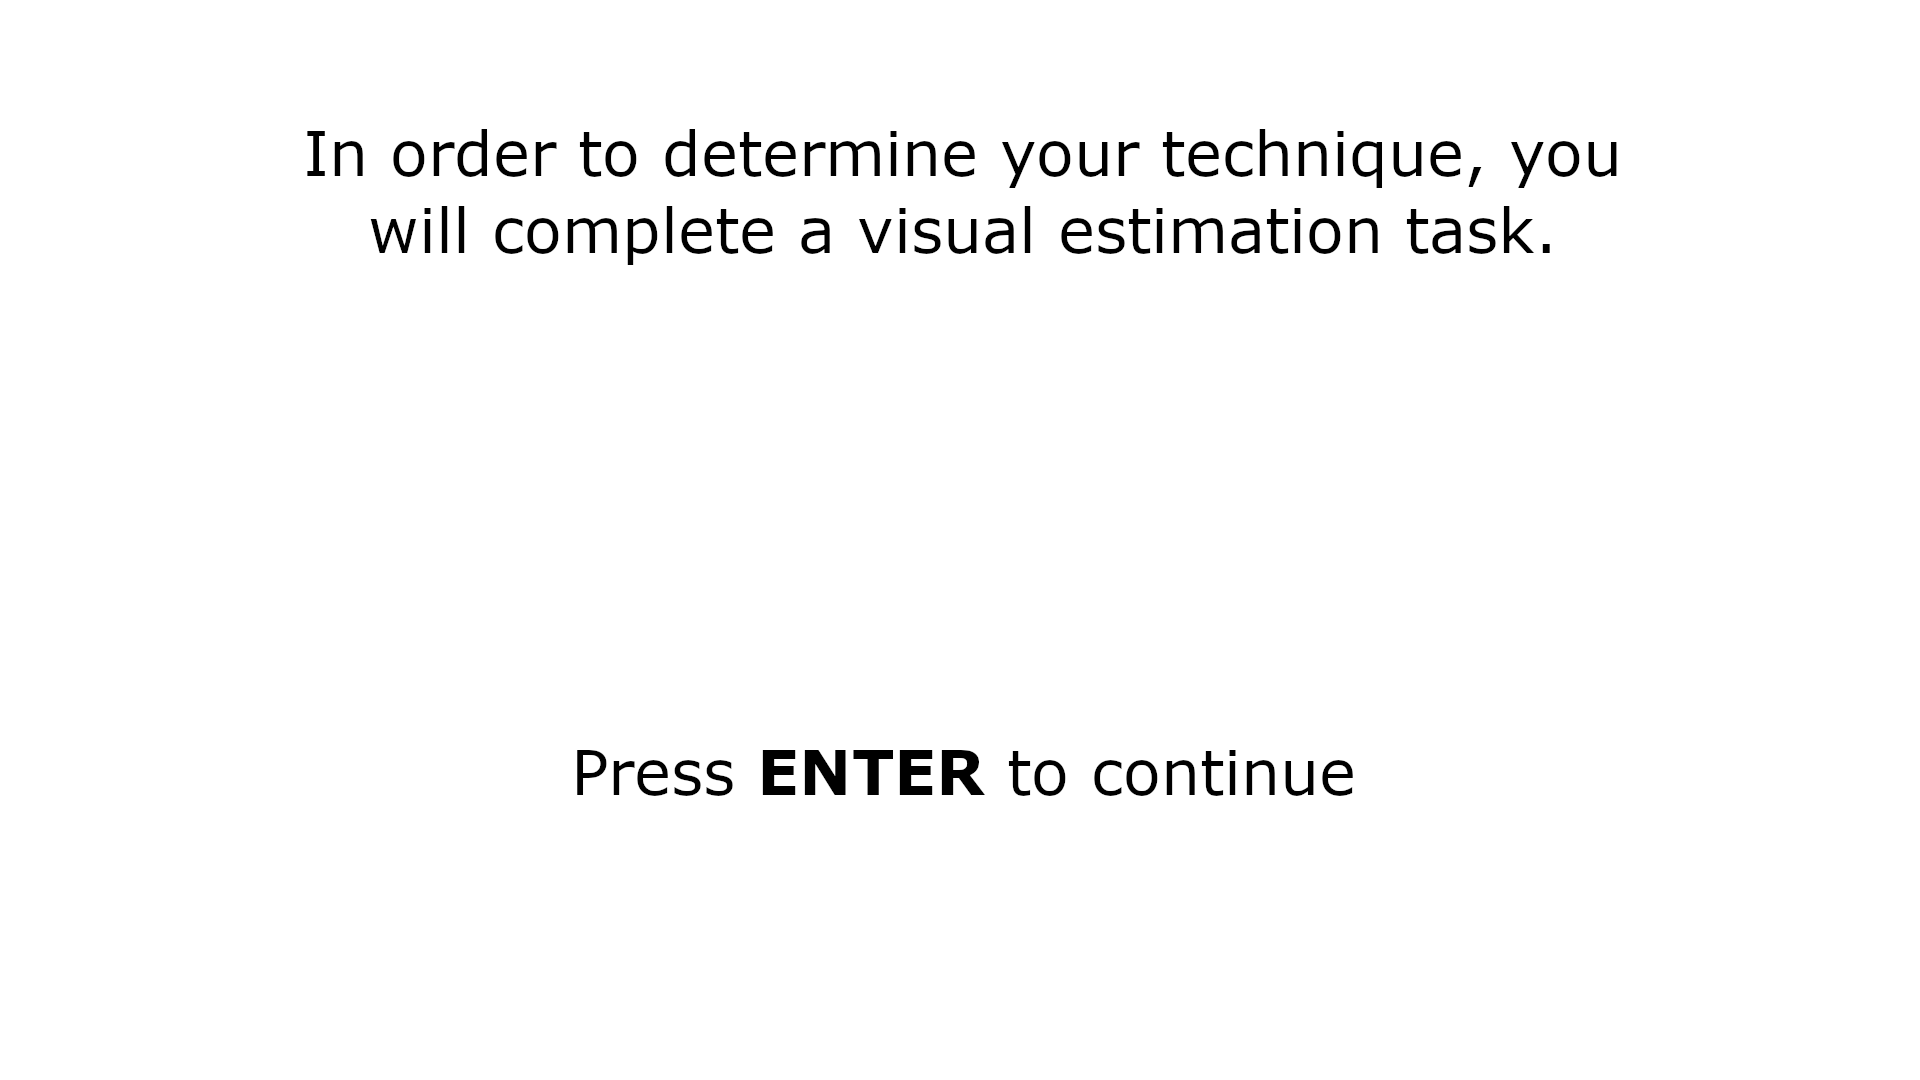 In order to determine your technique, you
will complete a visual estimation task.
Press ENTER to continue